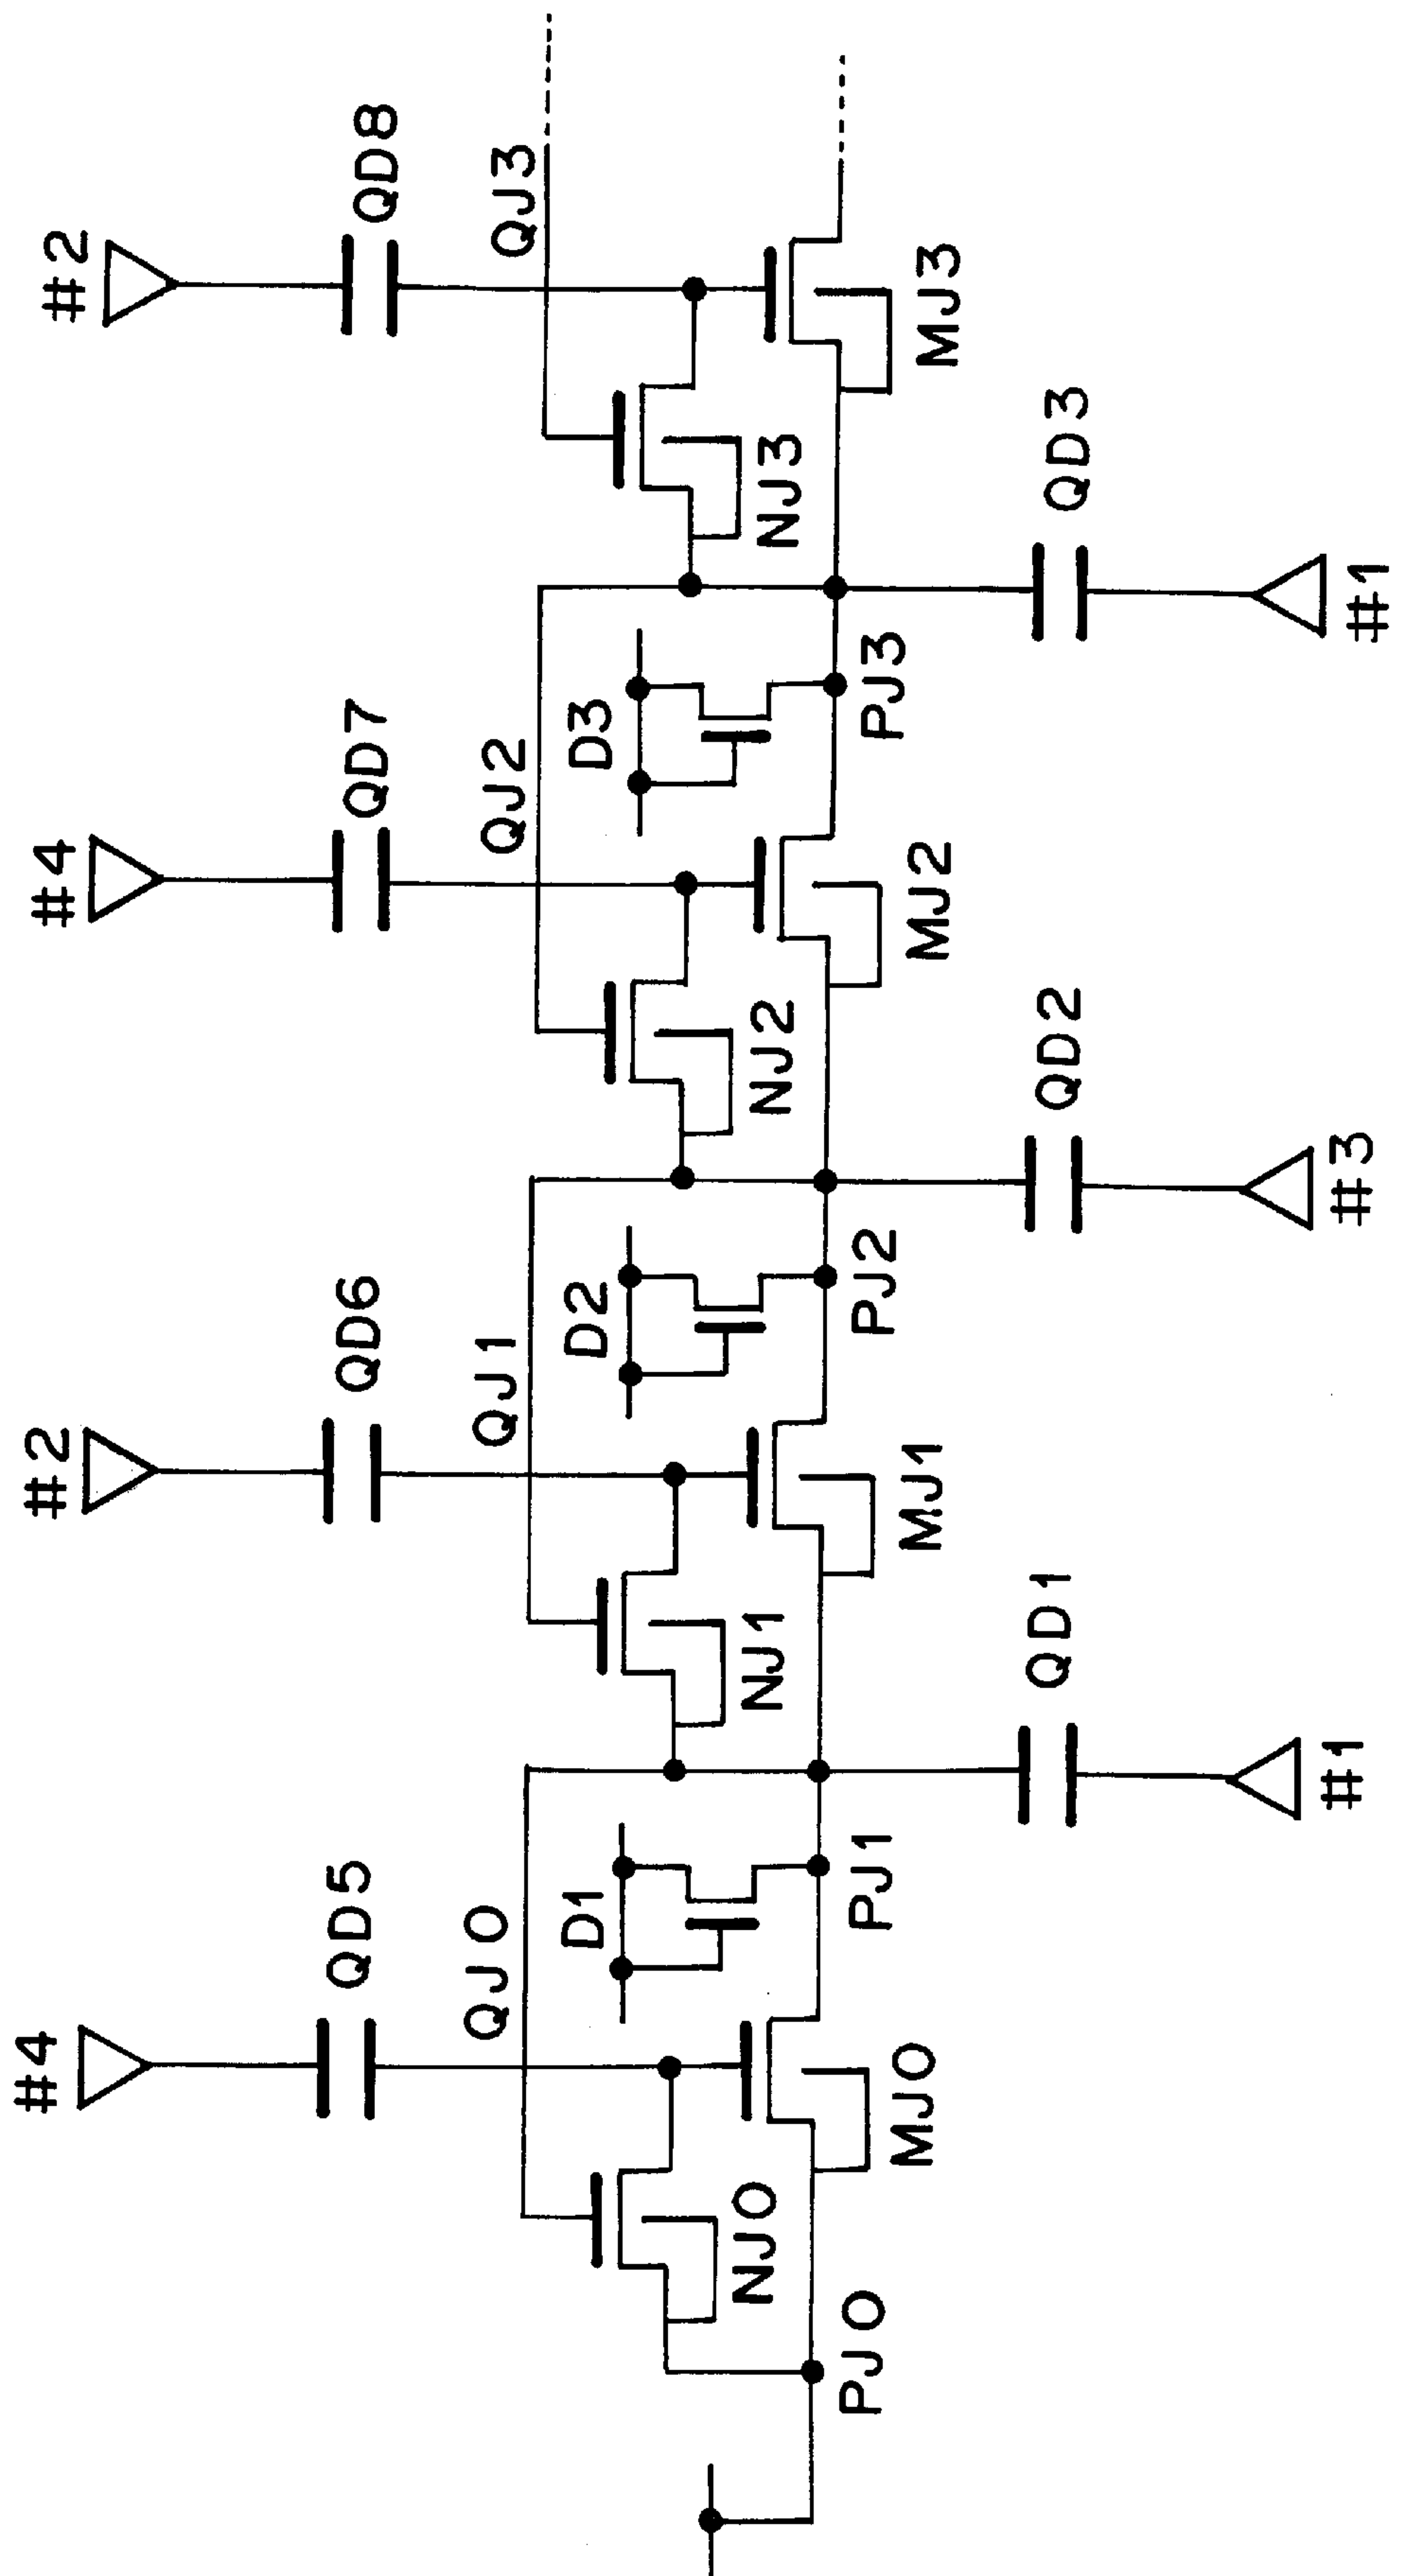 #4 #2 #4 #2
QD5 QD6 QD7 QD8
QJ0 QJ1 QJ2 QJ3
D1 D2 D3
NJ0 NJ1 NJ2 NJ3
PJ0 PJ1 PJ2 PJ3
MJ0 MJ1 MJ2 MJ3
QD1 QD2 QD3
#1 #3 #1